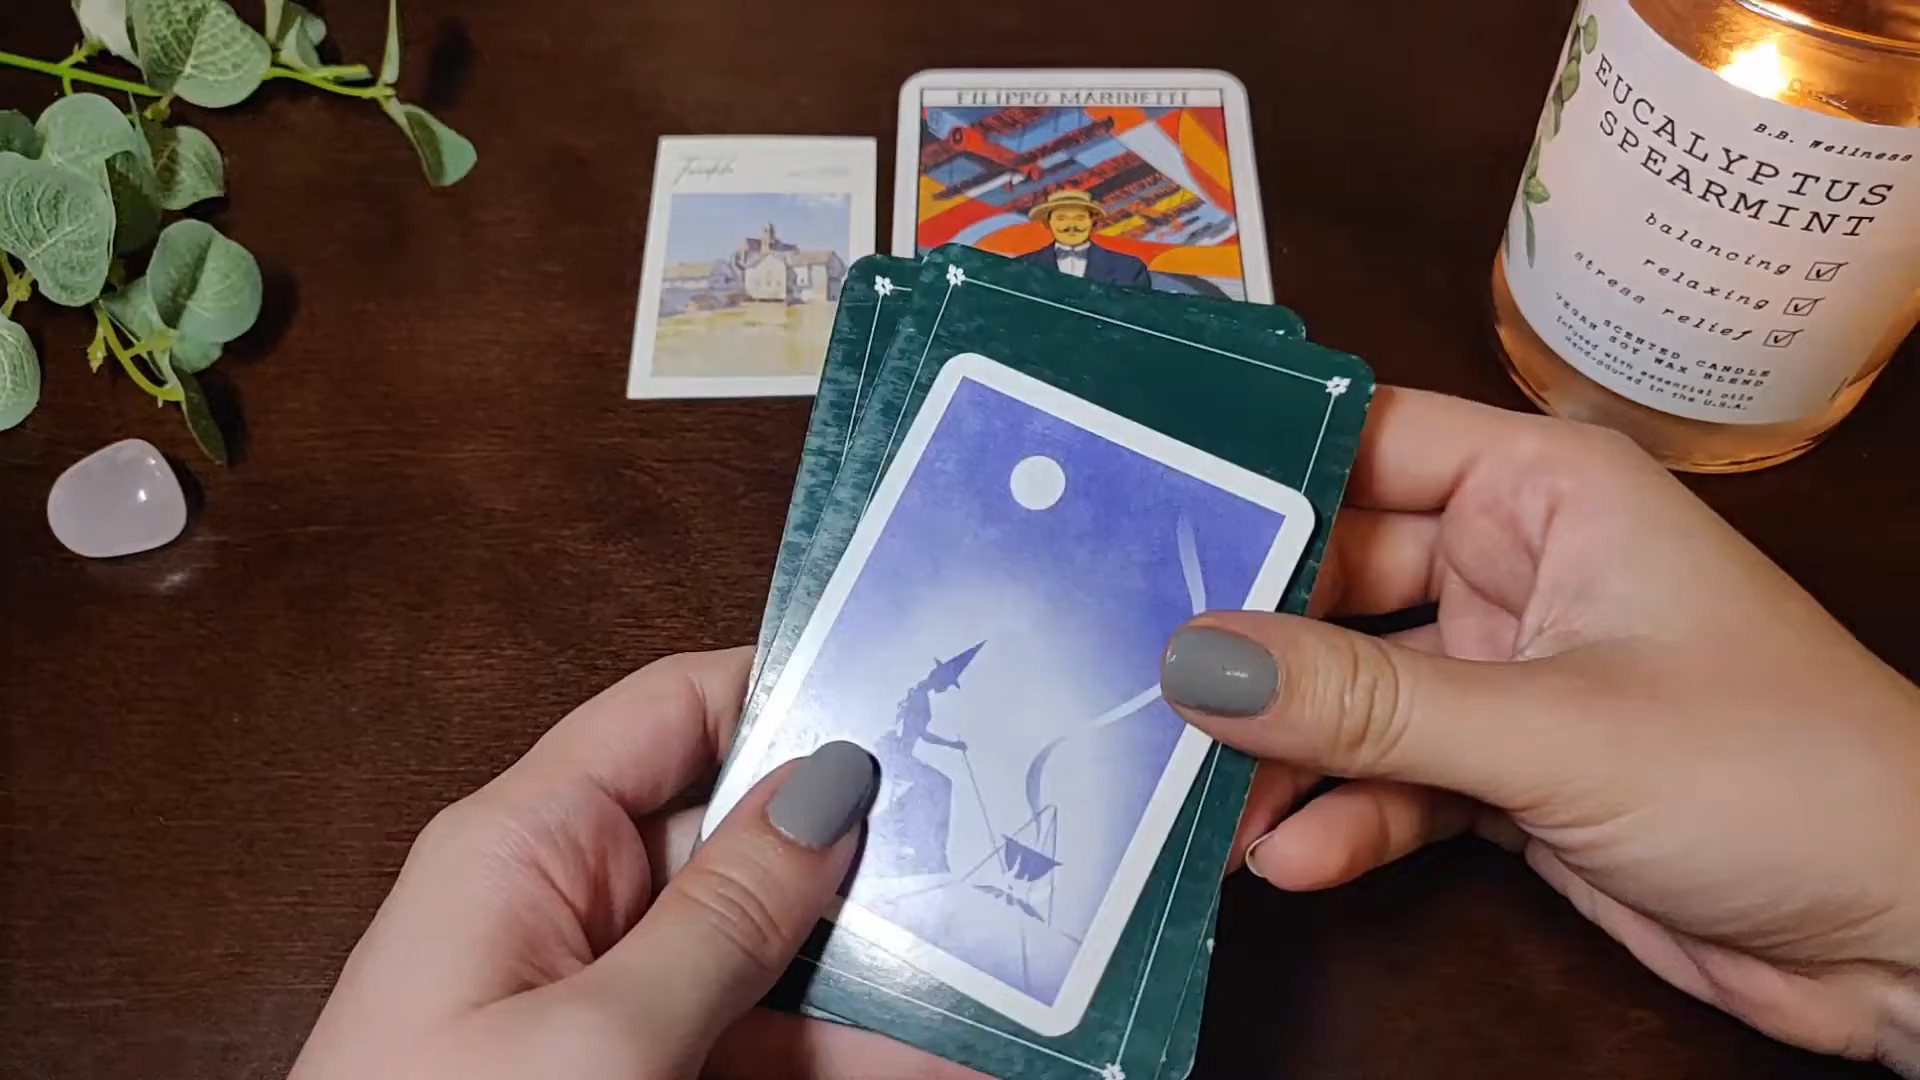 FILIPPO MARINETTI
B.B. Wellness
EUCALYPTUS
SPEARMINT
balancing
relaxing
stress relief
VEGAN SCENTED CANDLE
SOY WAX BLEND
Infused with essential oils
Hand-poured in the U.S.A.